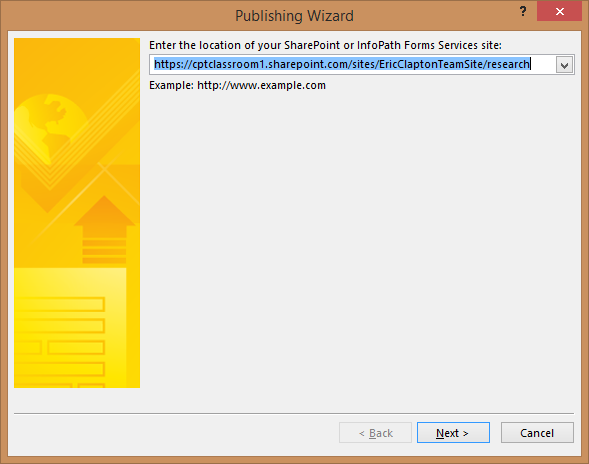 Publishing Wizard
?
Enter the location of your SharePoint or InfoPath Forms Services site:
https://cptclassroom1.sharepoint.com/sites/EricClaptonTeamSite/research
Example: http://www.example.com
< Back
Next >
Cancel